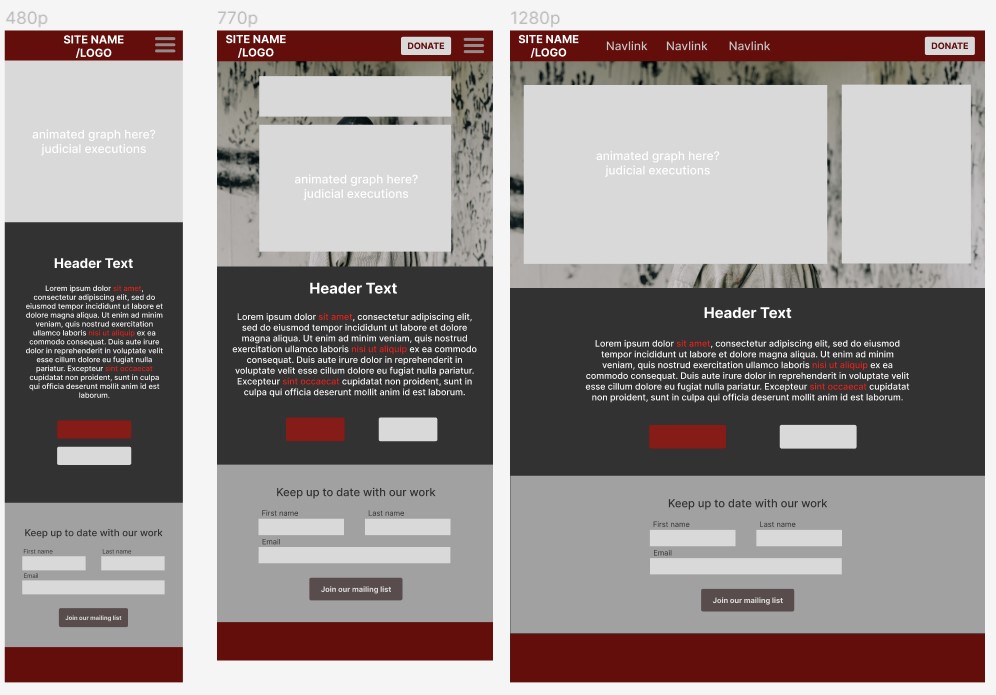 480p
SITE NAME
/LOGO
animated graph here?
judicial executions
Header Text
Lorem ipsum dolor sit amet,
consectetur adipiscing elit, sed do
eiusmod tempor incididunt ut labore et
dolore magna aliqua. Ut enim ad minim
veniam, quis nostrud exercitation
ullamco laboris nisi ut aliquip ex ea
commodo consequat. Duis aute irure
dolor in reprehenderit in voluptate velit
esse cillum dolore eu fugiat nulla
pariatur. Excepteur sint occaecat
cupidatat non proident, sunt in culpa
qui officia deserunt mollit anim id est
laborum.
Keep up to date with our work
First name Last name
Email
Join our mailing list
770p
SITE NAME
/LOGO
DONATE
animated graph here?
judicial executions
Header Text
Lorem ipsum dolor sit amet, consectetur adipiscing elit,
sed do eiusmod tempor incididunt ut labore et dolore
magna aliqua. Ut enim ad minim veniam, quis nostrud
exercitation ullamco laboris nisi ut aliquip ex ea commodo
consequat. Duis aute irure dolor in reprehenderit in
voluptate velit esse cillum dolore eu fugiat nulla pariatur.
Excepteur sint occaecat cupidatat non proident, sunt in
culpa qui officia deserunt mollit anim id est laborum.
Keep up to date with our work
First name Last name
Email
Join our mailing list
1280p
SITE NAME
/LOGO
Navlink Navlink Navlink
DONATE
animated graph here?
judicial executions
Header Text
Lorem ipsum dolor sit amet, consectetur adipiscing elit, sed do eiusmod
tempor incididunt ut labore et dolore magna aliqua. Ut enim ad minim
veniam, quis nostrud exercitation ullamco laboris nisi ut aliquip ex ea
commodo consequat. Duis aute irure dolor in reprehenderit in voluptate velit
esse cillum dolore eu fugiat nulla pariatur. Excepteur sint occaecat cupidatat
non proident, sunt in culpa qui officia deserunt mollit anim id est laborum.
Keep up to date with our work
First name Last name
Email
Join our mailing list